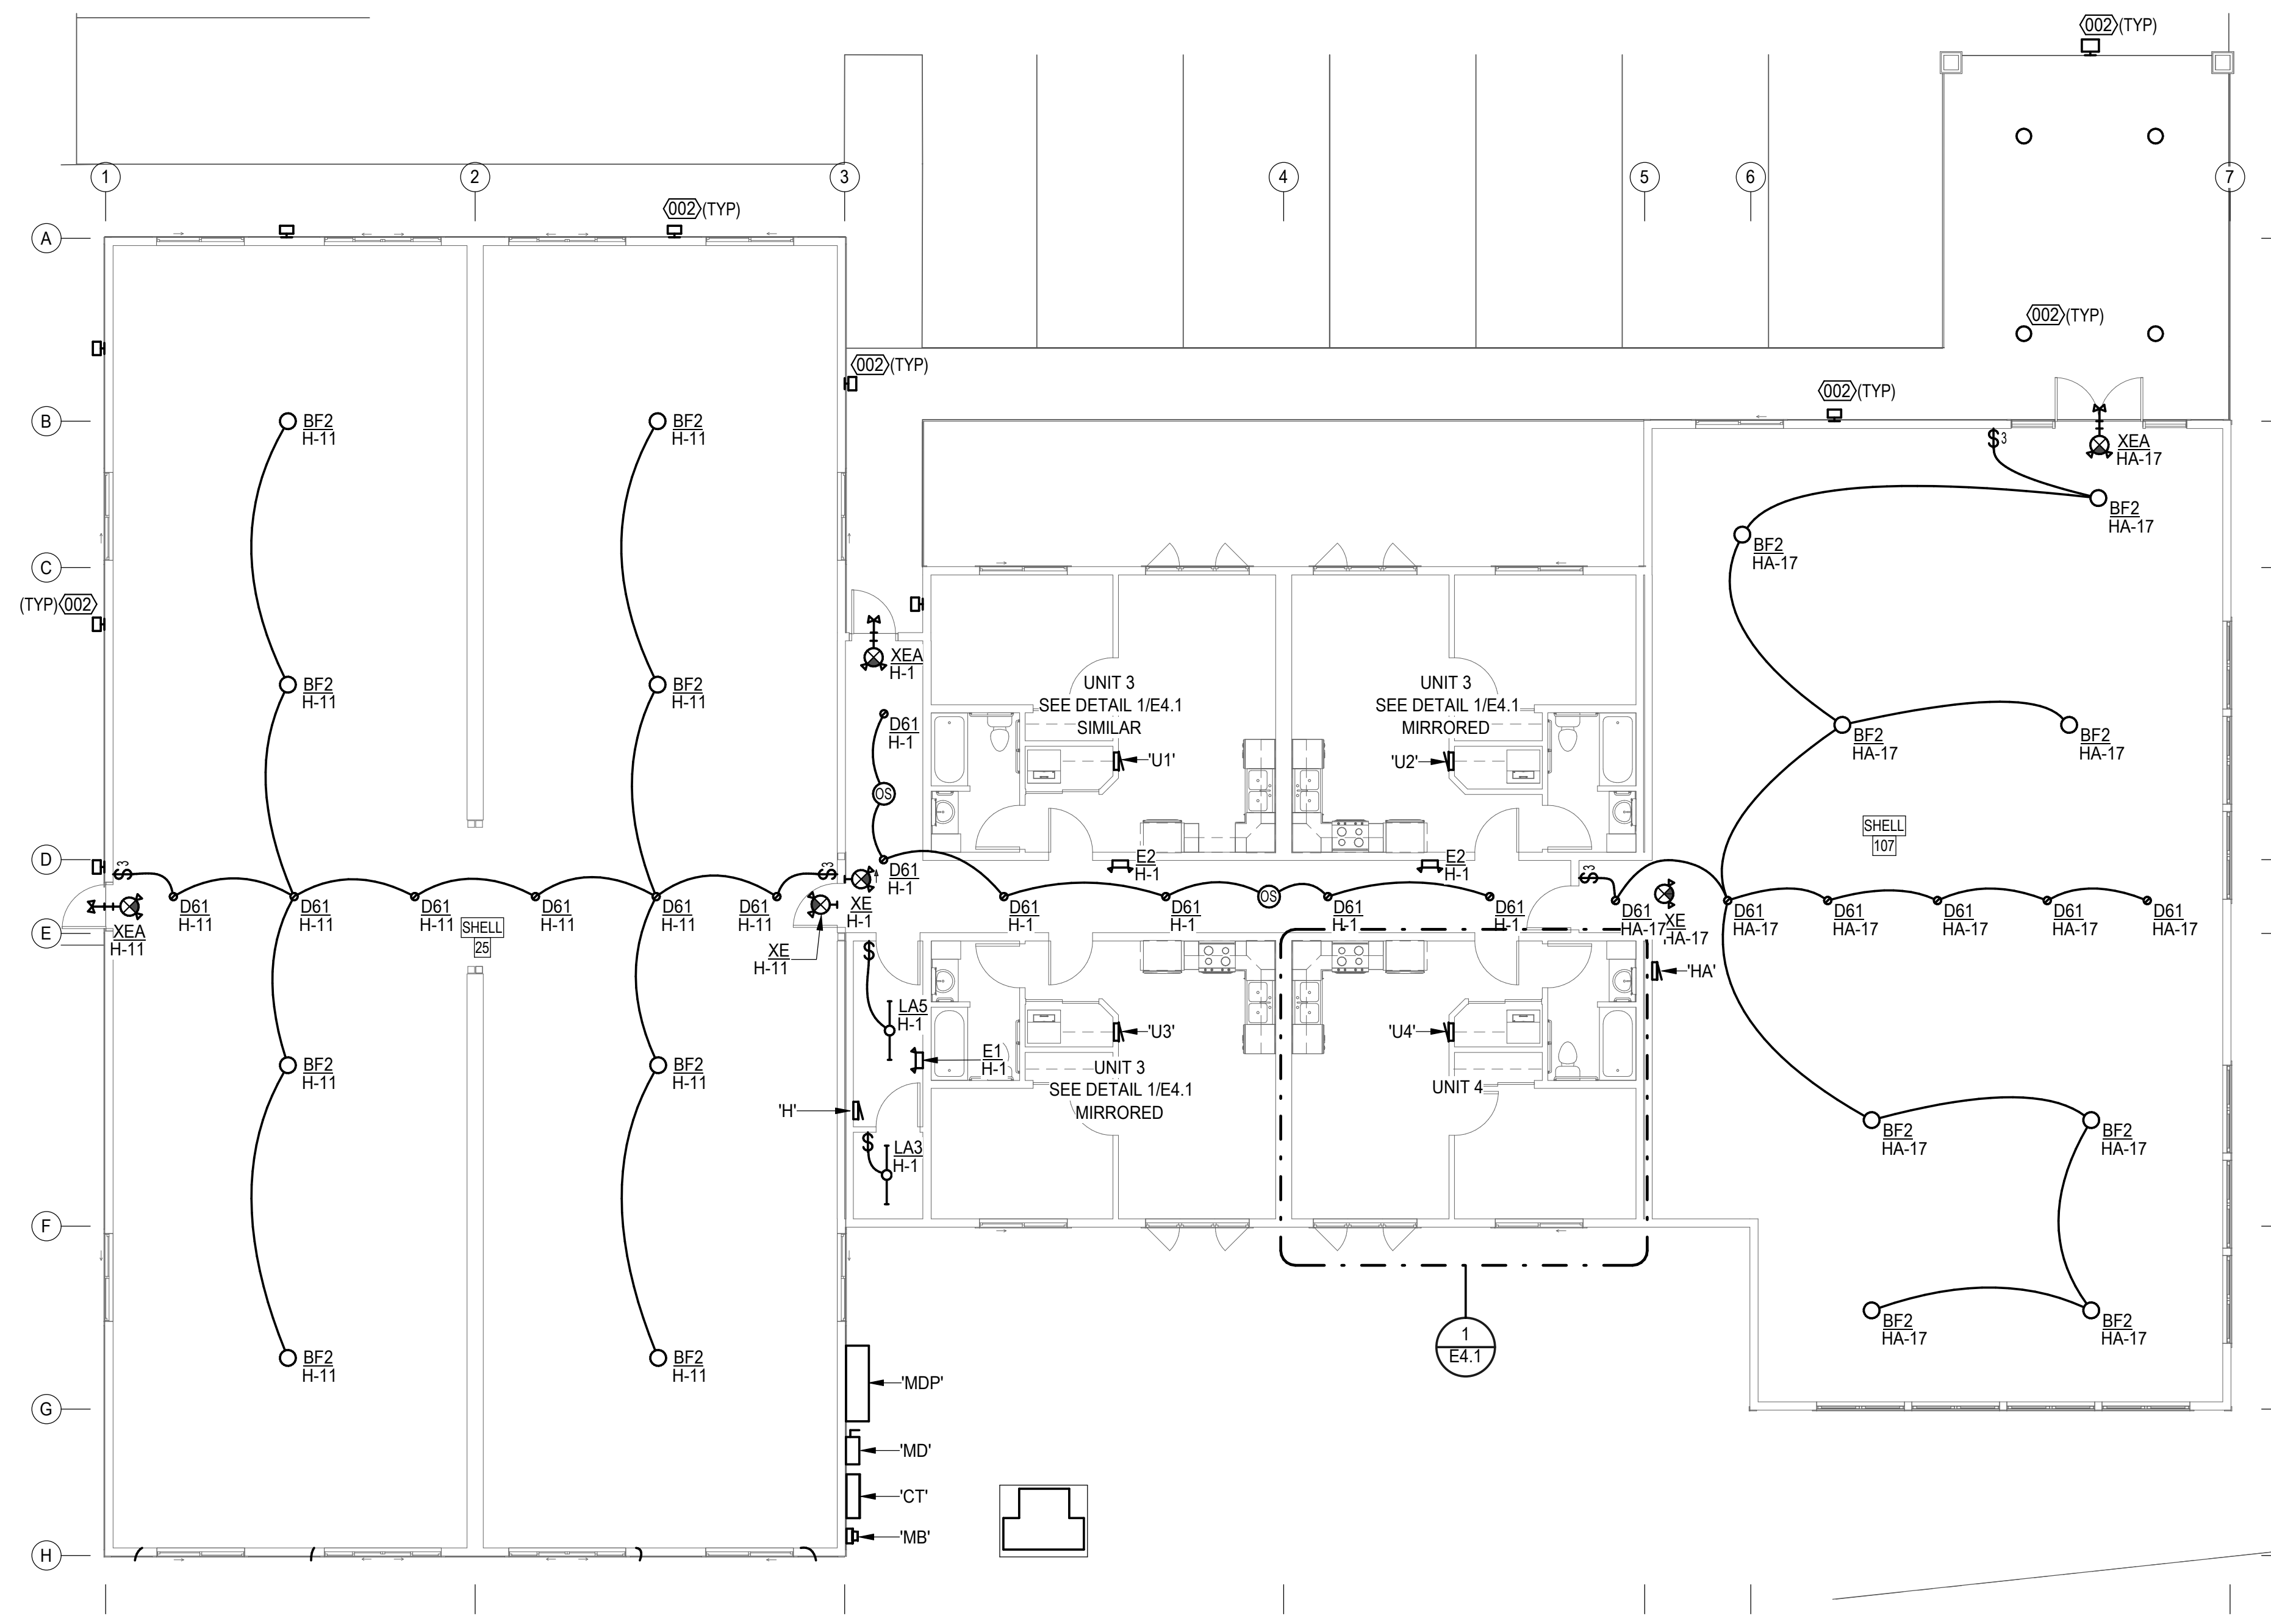 002 (TYP)
1
2
3
4
5
6
7
002 (TYP)
A
002 (TYP)
002 (TYP)
002 (TYP)
B
BF2
H-11
BF2
H-11
$3
XEA
HA-17
BF2
HA-17
BF2
HA-17
C
(TYP) 002
XEA
H-1
BF2
H-11
BF2
H-11
UNIT 3
SEE DETAIL 1/E4.1
SIMILAR
UNIT 3
SEE DETAIL 1/E4.1
MIRRORED
D61
H-1
BF2
HA-17
BF2
HA-17
'U1'
'U2'
OS
SHELL
107
D
$3
$3
D61
H-1
E2
H-1
E2
H-1
$3
XEA
H-11
D61
H-11
D61
H-11
D61
H-11
D61
H-11
D61
H-11
D61
H-11
XE
H-1
D61
H-1
D61
H-1
OS
D61
H-1
D61
H-1
D61
HA-17
XE
HA-17
D61
HA-17
D61
HA-17
D61
HA-17
D61
HA-17
D61
HA-17
E
SHELL
25
XE
H-11
$
'HA'
LA5
H-1
'U3'
'U4'
E1
H-1
BF2
H-11
BF2
H-11
UNIT 3
SEE DETAIL 1/E4.1
MIRRORED
UNIT 4
'H'
$
LA3
H-1
BF2
HA-17
BF2
HA-17
F
BF2
HA-17
BF2
HA-17
1
E4.1
BF2
H-11
BF2
H-11
'MDP'
G
'MD'
'CT'
'MB'
H